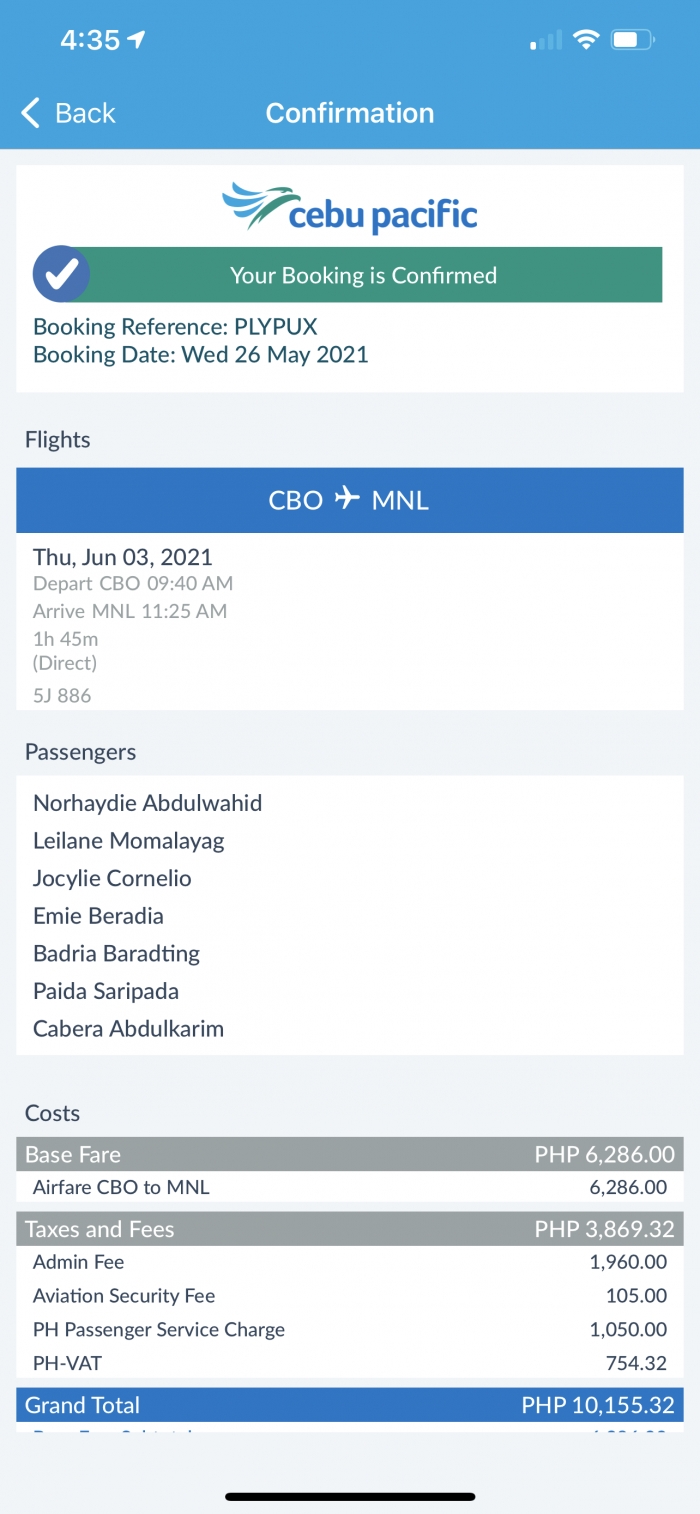 4:35
Back
Confirmation
cebu pacific
Your Booking is Confirmed
Booking Reference: PLYPUX
Booking Date: Wed 26 May 2021
Flights
CBO MNL
Thu, Jun 03, 2021
Depart CBO 09:40 AM
Arrive MNL 11:25 AM
1h 45m
(Direct)
5J 886
Passengers
Norhaydie Abdulwahid
Leilane Momalayag
Jocylie Cornelio
Emie Beradia
Badria Baradting
Paida Saripada
Cabera Abdulkarim
Costs
Base Fare PHP 6,286.00
Airfare CBO to MNL 6,286.00
Taxes and Fees PHP 3,869.32
Admin Fee 1,960.00
Aviation Security Fee 105.00
PH Passenger Service Charge 1,050.00
PH-VAT 754.32
Grand Total PHP 10,155.32